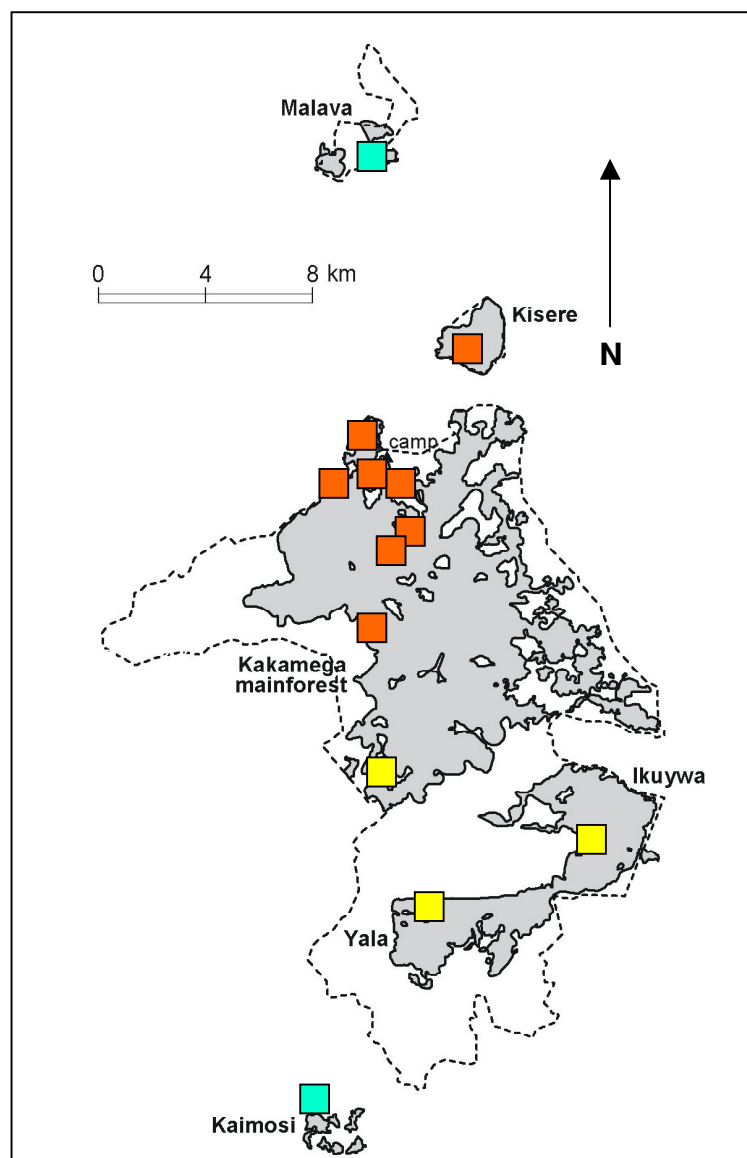 Malava
0 4 8 km
Kisere
N
camp
Kakamega
mainforest
Ikuywa
Yala
Kaimosi